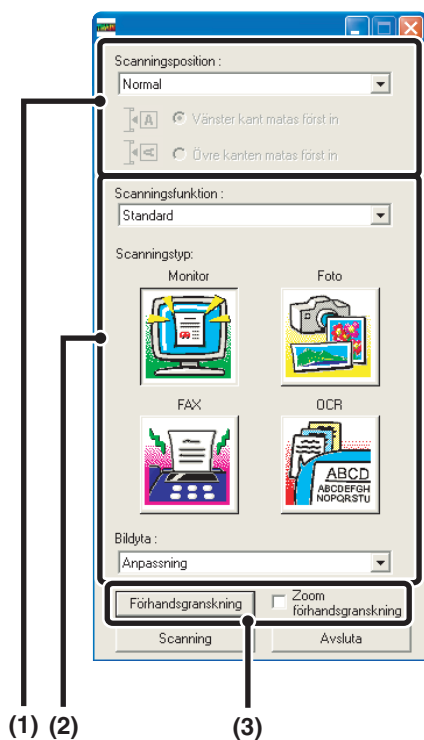 Scanningsposition :
Normal
A
Vänster kant matas först in
A
Övre kanten matas först in
Scanningsfunktion :
Standard
Scanningstyp:
Monitor
Foto
FAX
OCR
ABCD
ABCDEFGH
NOPQRSTU
Bildyta :
Anpassning
Förhandsgranskning
Zoom
förhandsgranskning
Scanning
Avsluta
(1) (2)
(3)